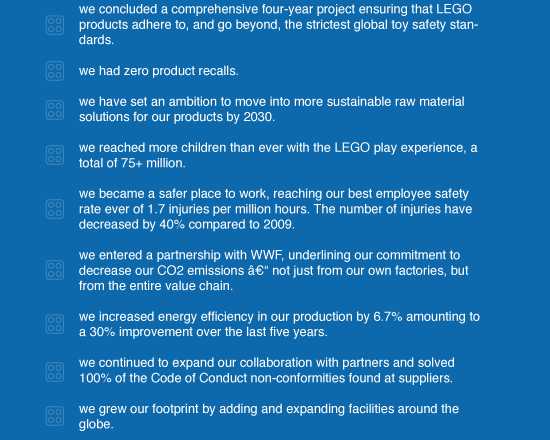 we concluded a comprehensive four-year project ensuring that LEGO
products adhere to, and go beyond, the strictest global toy safety stan-
dards.
we had zero product recalls.
we have set an ambition to move into more sustainable raw material
solutions for our products by 2030.
we reached more children than ever with the LEGO play experience, a
total of 75+ million.
we became a safer place to work, reaching our best employee safety
rate ever of 1.7 injuries per million hours. The number of injuries have
decreased by 40% compared to 2009.
we entered a partnership with WWF, underlining our commitment to
decrease our CO2 emissions â€“ not just from our own factories, but
from the entire value chain.
we increased energy efficiency in our production by 6.7% amounting to
a 30% improvement over the last five years.
we continued to expand our collaboration with partners and solved
100% of the Code of Conduct non-conformities found at suppliers.
we grew our footprint by adding and expanding facilities around the
globe.